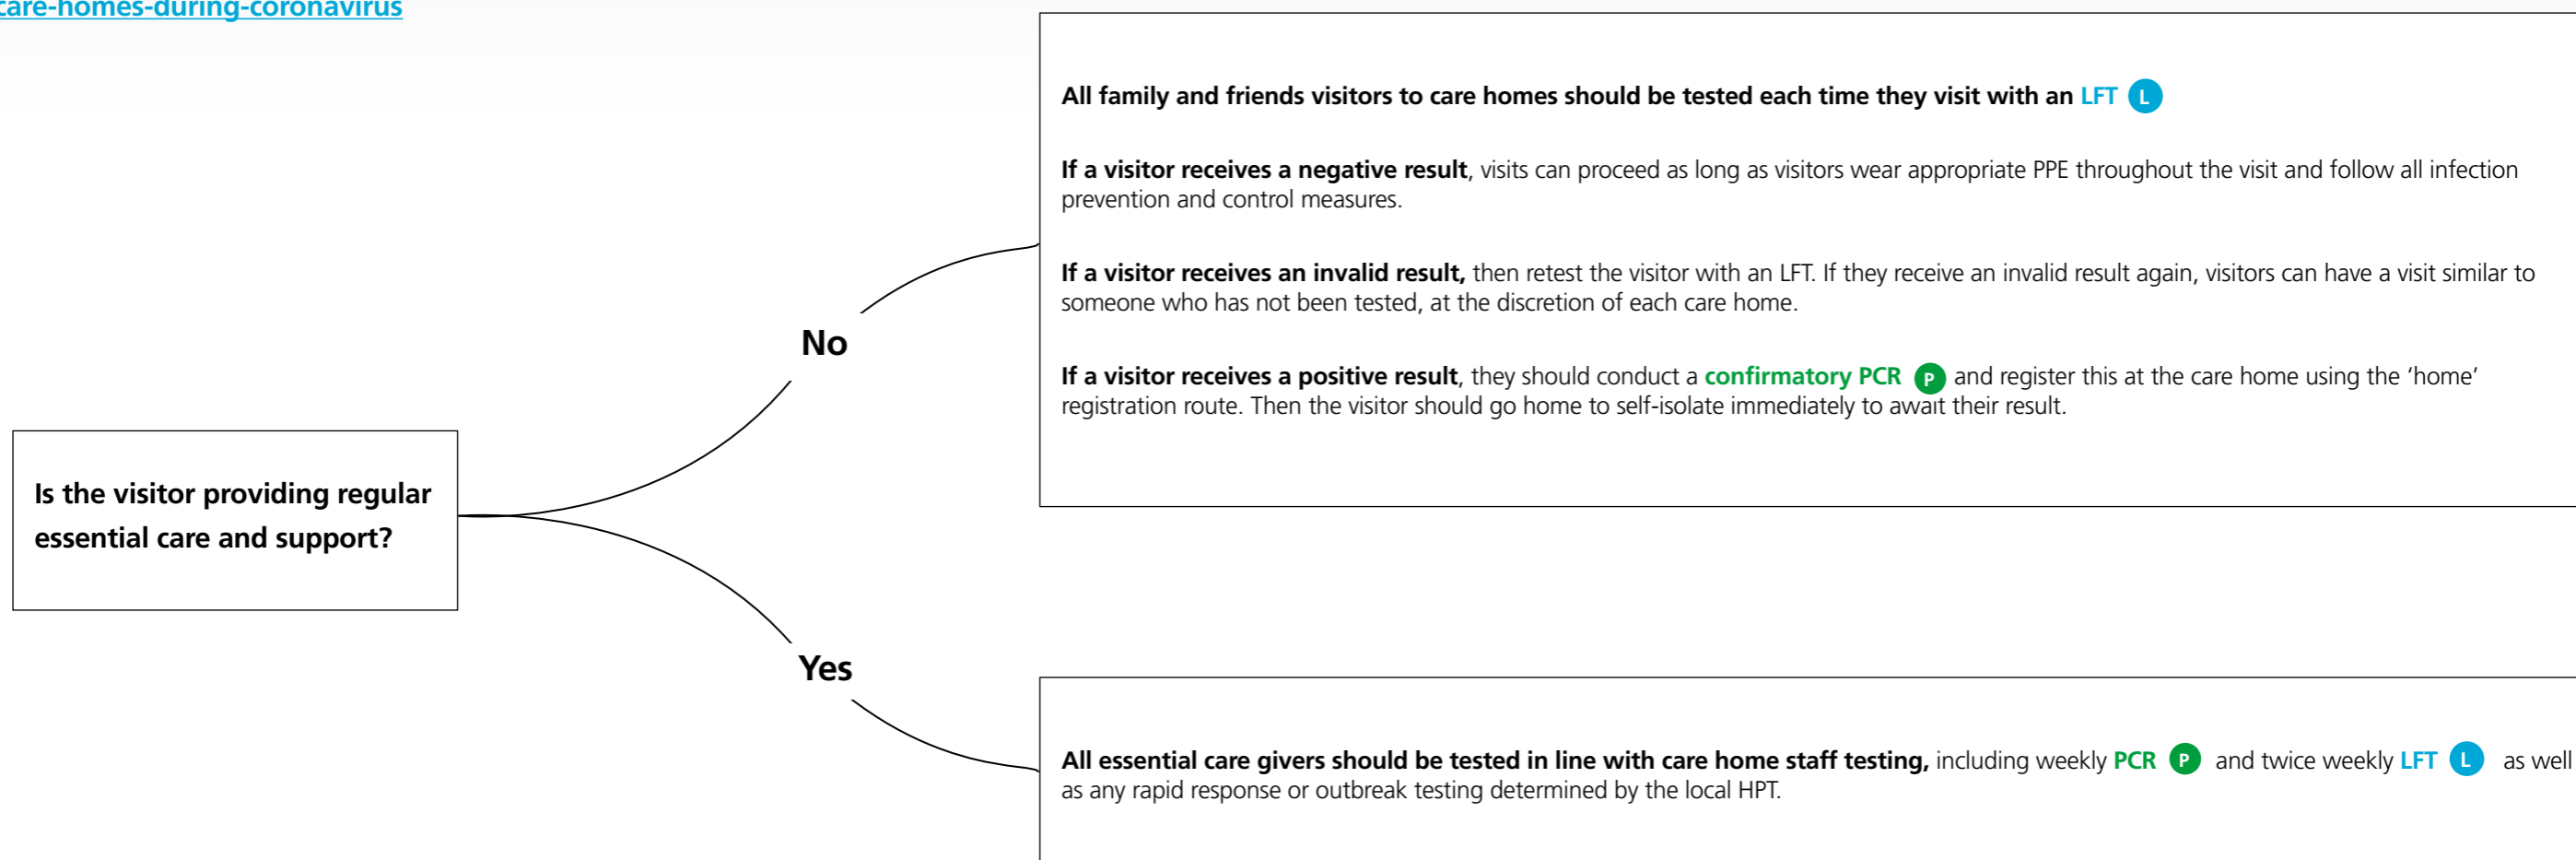 care-homes-during-coronavirus
All family and friends visitors to care homes should be tested each time they visit with an LFT L
If a visitor receives a negative result, visits can proceed as long as visitors wear appropriate PPE throughout the visit and follow all infection
prevention and control measures.
If a visitor receives an invalid result, then retest the visitor with an LFT. If they receive an invalid result again, visitors can have a visit similar to
someone who has not been tested, at the discretion of each care home.
If a visitor receives a positive result, they should conduct a confirmatory PCR P and register this at the care home using the ‘home’
registration route. Then the visitor should go home to self-isolate immediately to await their result.
No
Is the visitor providing regular
essential care and support?
Yes
All essential care givers should be tested in line with care home staff testing, including weekly PCR P and twice weekly LFT L as well
as any rapid response or outbreak testing determined by the local HPT.